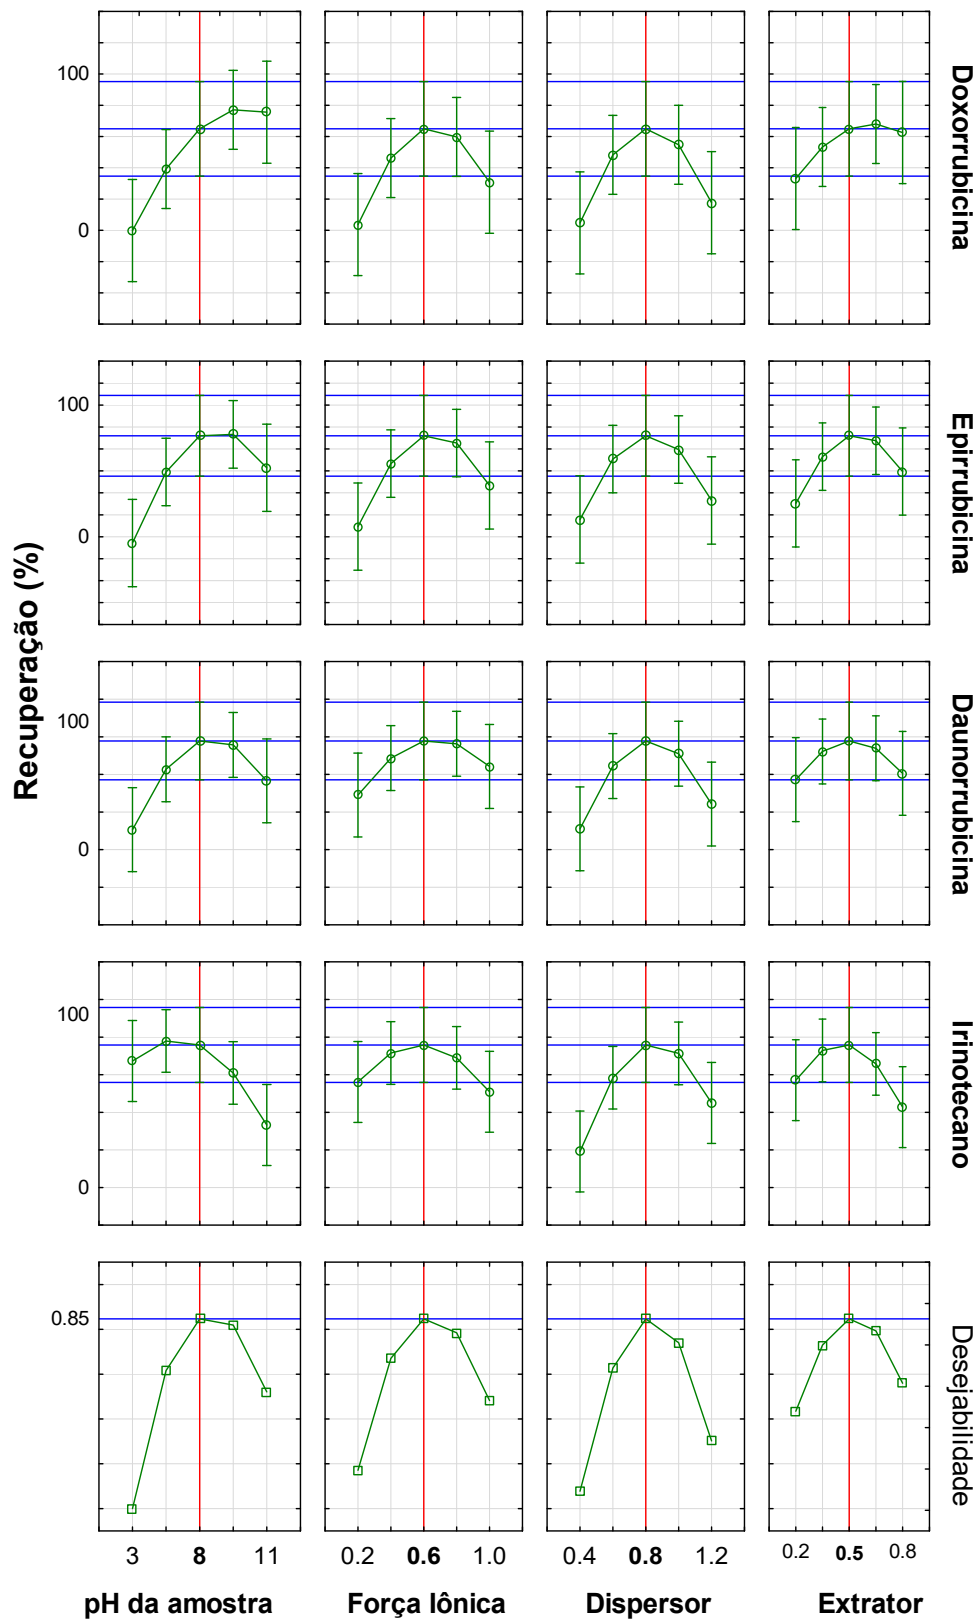 Recuperação (%)
100
0
Doxorrubicina
100
0
Epirrubicina
100
0
Daunorrubicina
100
0
Irinotecano
0.85
Desejabilidade
3 8 11 0.2 0.6 1.0 0.4 0.8 1.2 0.2 0.5 0.8
pH da amostra Força Iônica Dispersor Extrator